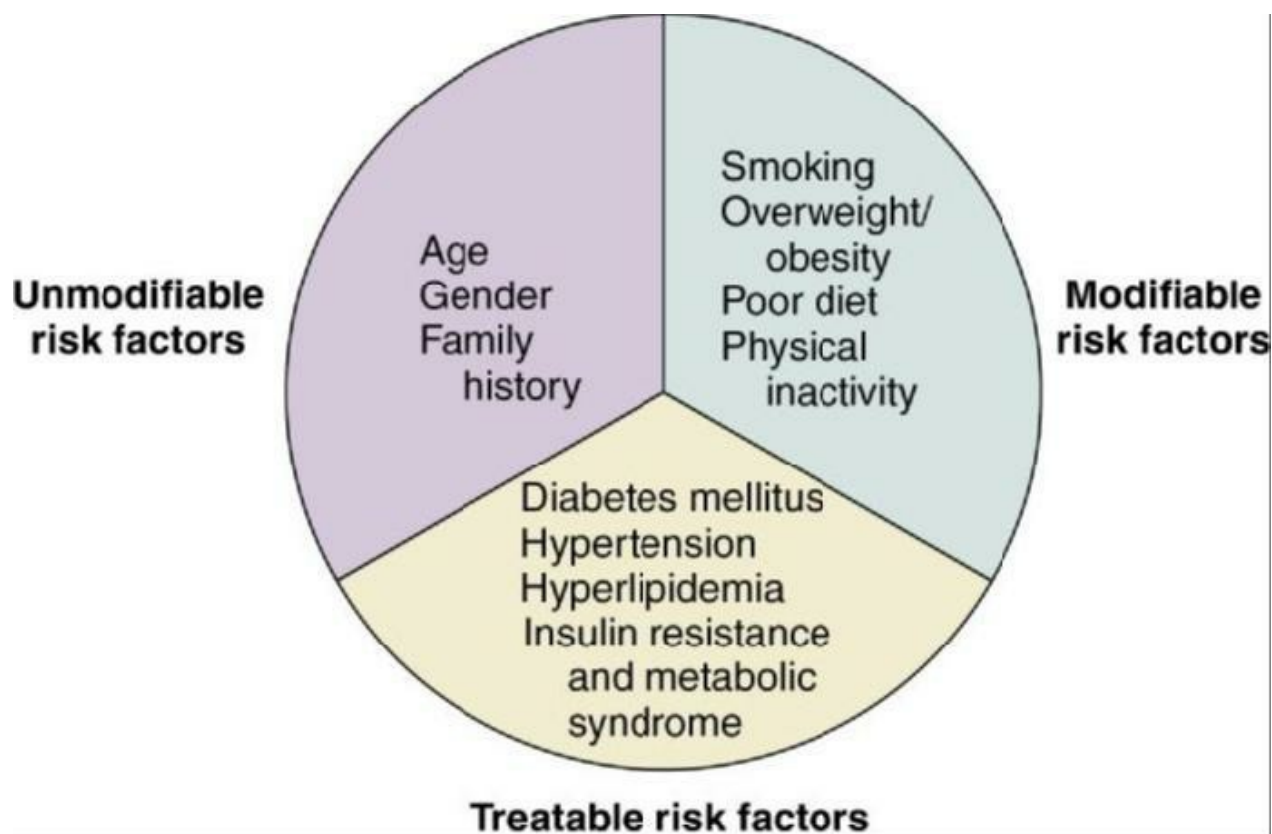 Unmodifiable
risk factors
Age
Gender
Family
history
Smoking
Overweight/
obesity
Poor diet
Physical
inactivity
Modifiable
risk factors
Diabetes mellitus
Hypertension
Hyperlipidemia
Insulin resistance
and metabolic
syndrome
Treatable risk factors